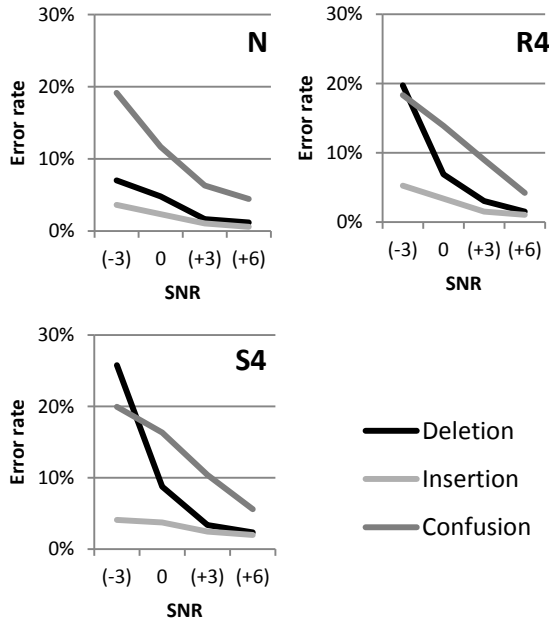 N
30%
20%
10%
0%
Error rate
(-3) 0 (+3) (+6)
SNR
R4
30%
20%
10%
0%
Error rate
(-3) 0 (+3) (+6)
SNR
S4
30%
20%
10%
0%
Error rate
(-3) 0 (+3) (+6)
SNR
Deletion
Insertion
Confusion